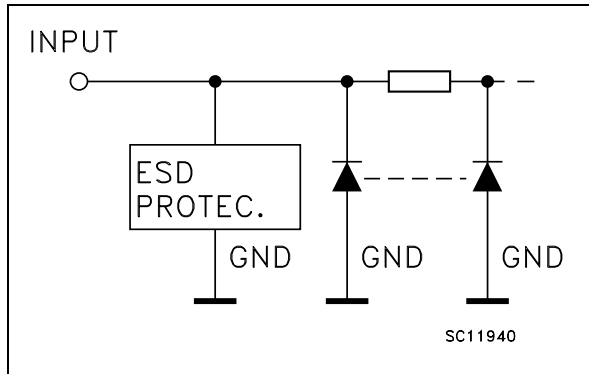 INPUT
ESD
PROTEC.
GND
GND
GND
SC11940